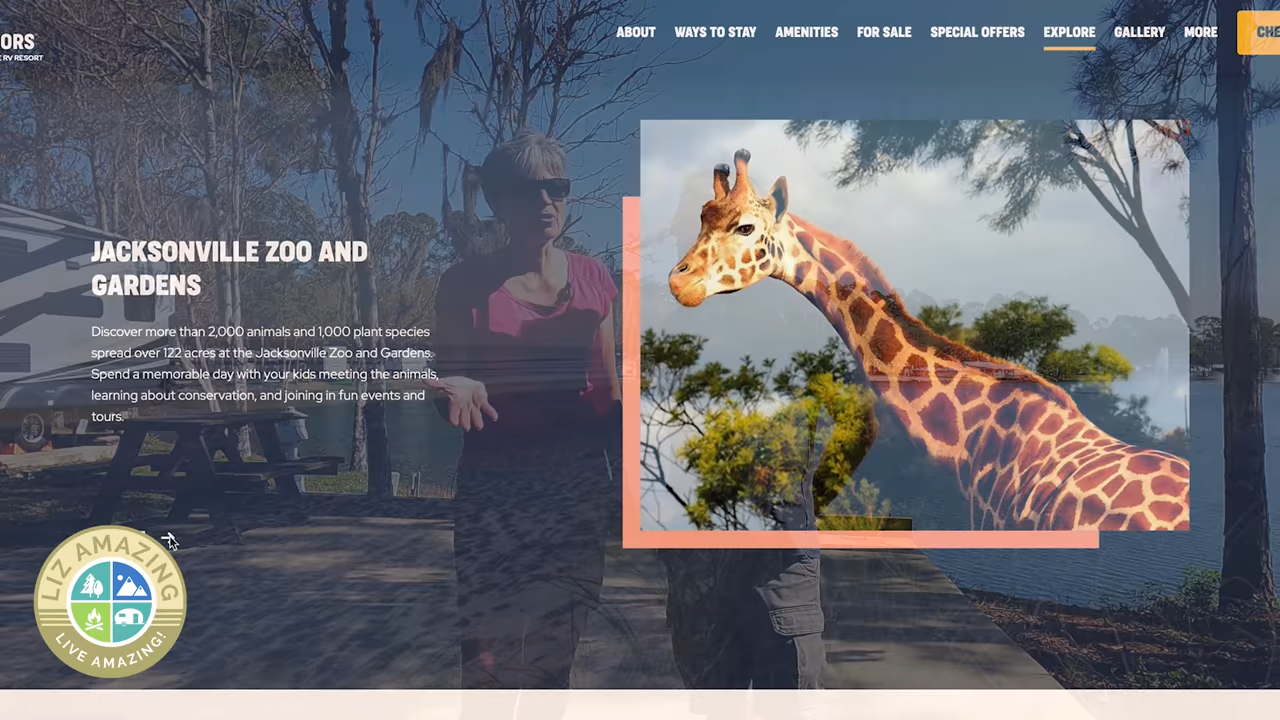 ORS
RV RESORT
ABOUT WAYS TO STAY AMENITIES FOR SALE SPECIAL OFFERS EXPLORE GALLERY MORE CHE
JACKSONVILLE ZOO AND
GARDENS
Discover more than 2,000 animals and 1,000 plant species
spread over 122 acres at the Jacksonville Zoo and Gardens.
Spend a memorable day with your kids meeting the animals,
learning about conservation, and joining in fun events and
tours.
LIZ AMAZING
LIVE AMAZING!